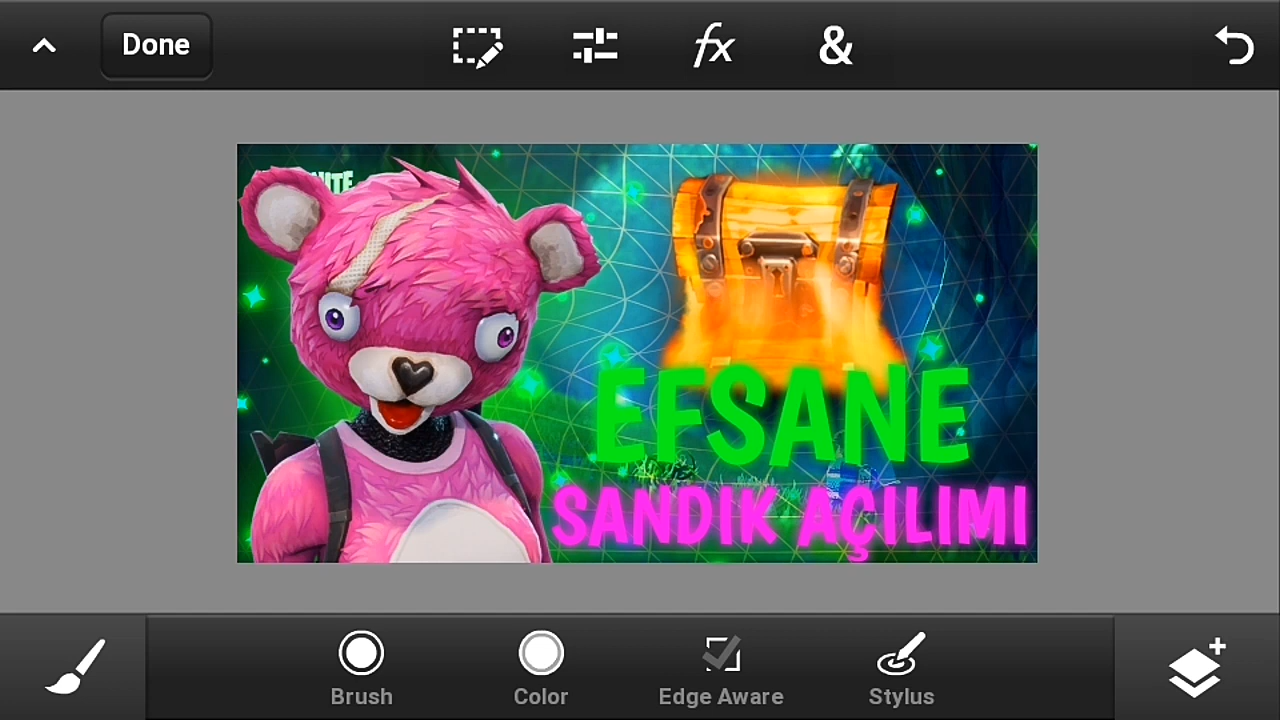 Done
fx
&
EFSANE
SANDIK AÇILIMI
Brush
Color
Edge Aware
Stylus